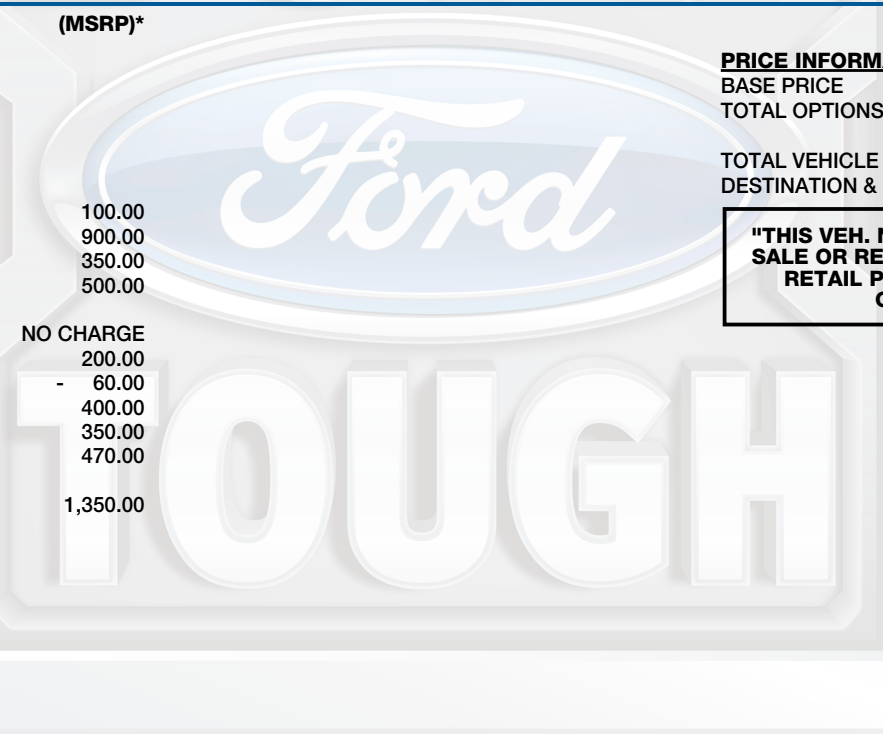 (MSRP)*
100.00
900.00
350.00
500.00
NO CHARGE
200.00
- 60.00
400.00
350.00
470.00
1,350.00
PRICE INFORM
BASE PRICE
TOTAL OPTIONS
TOTAL VEHICLE
DESTINATION &
"THIS VEH.
SALE OR RE
RETAIL P
Ford
TOUGH